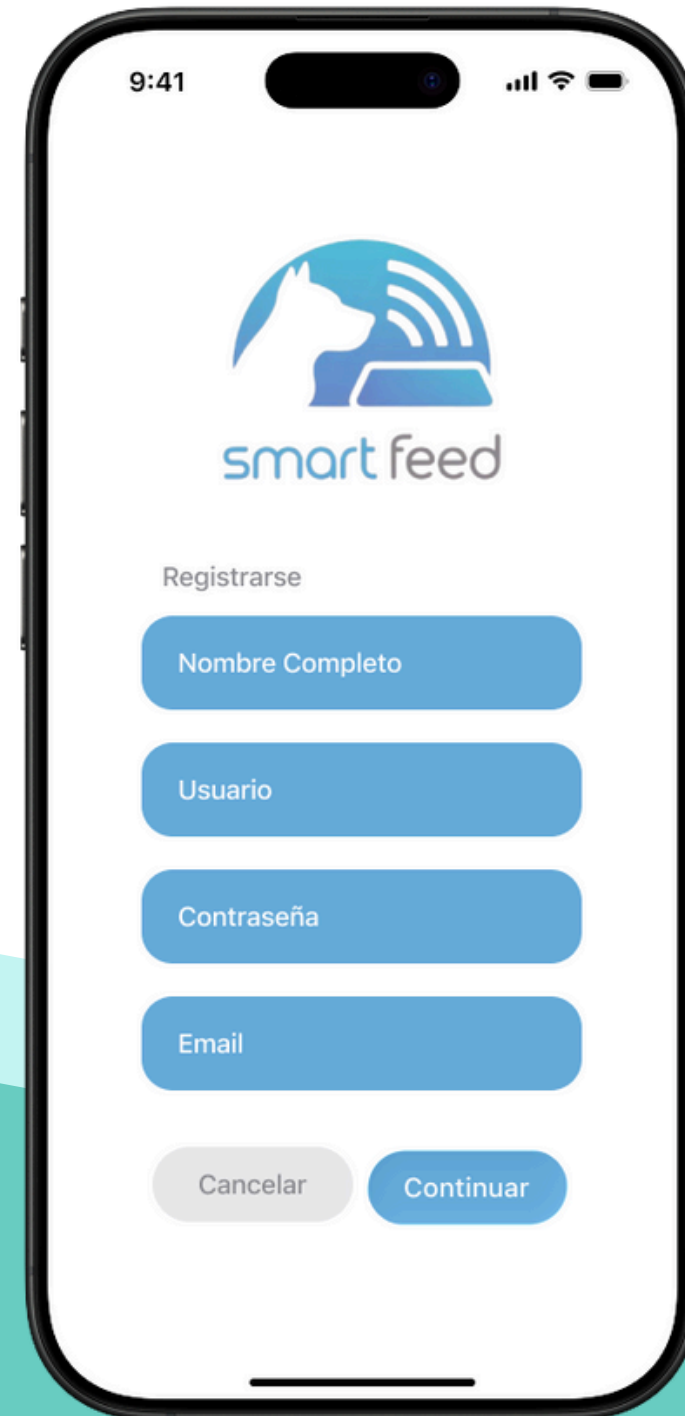 9:41
smart feed
Registrarse
Nombre Completo
Usuario
Contraseña
Email
Cancelar Continuar